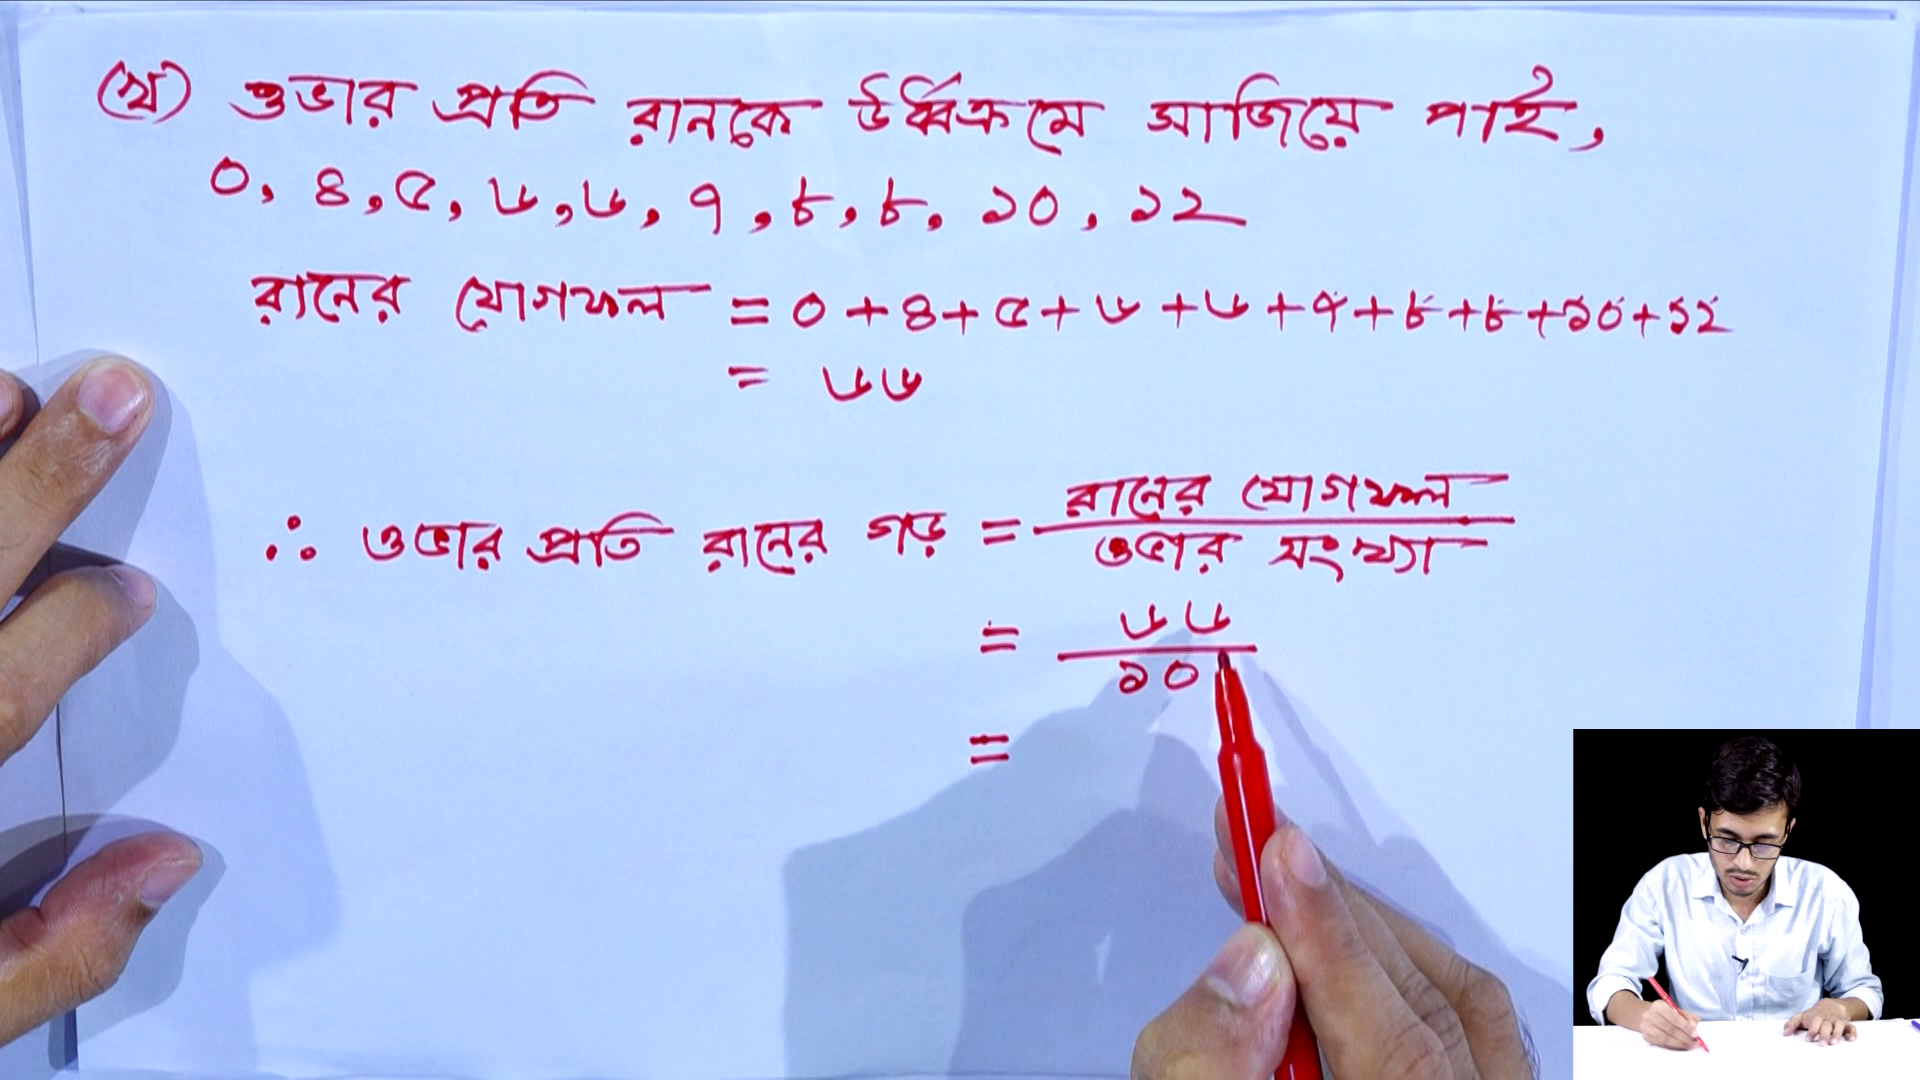 (খ) ওভার প্রতি রানকে উর্ধ্বক্রমে সাজিয়ে পাই,
০, ৪, ৫, ৬, ৬, ৭, ৮, ৮, ১০, ১২
রানের যোগফল = ০ + ৪ + ৫ + ৬ + ৬ + ৭ + ৮ + ৮ + ১০ + ১২
= ৬৬
∴ ওভার প্রতি রানের গড় = রানের যোগফল
ওভার সংখ্যা
= ৬৬
১০
=